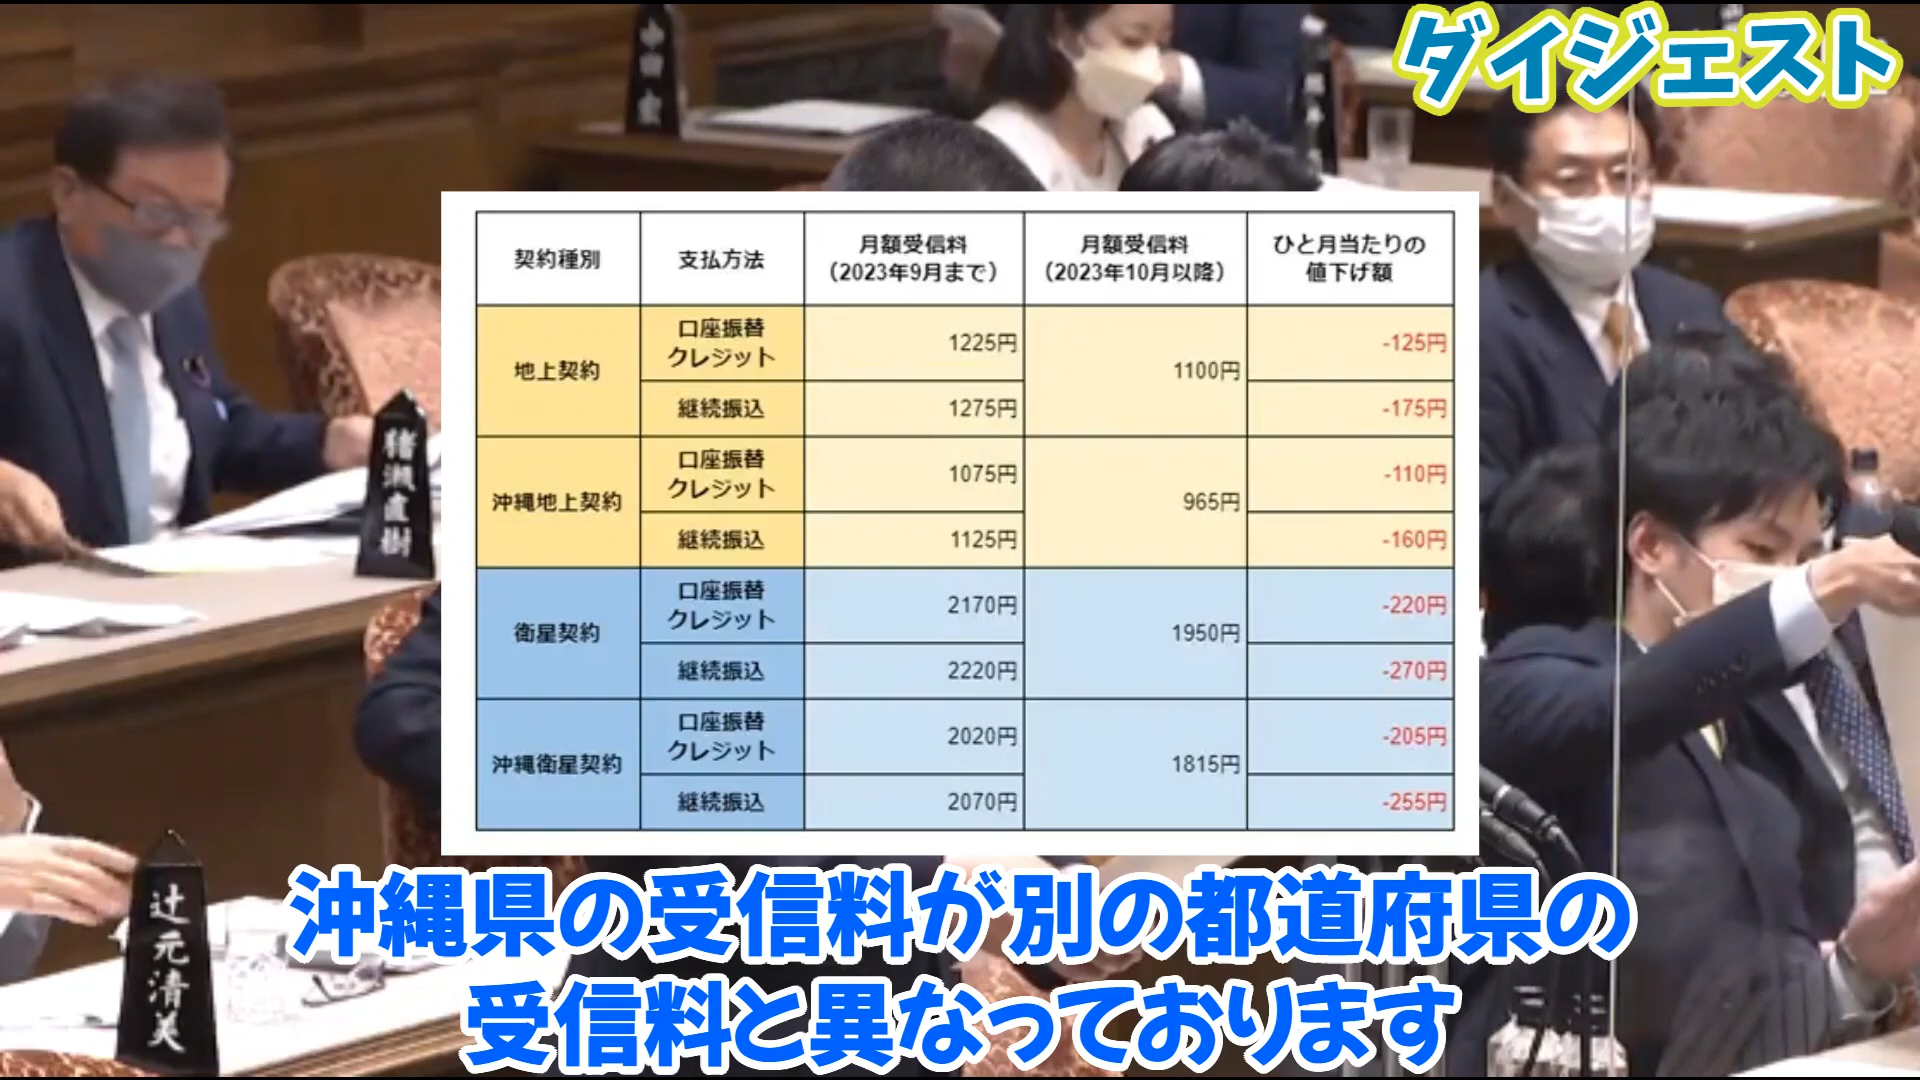 ダイジェスト
猪瀬直樹
辻元清美
契約種別
支払方法
月額受信料
（2023年9月まで）
月額受信料
（2023年10月以降）
ひと月当たりの
値下げ額
地上契約
口座振替
クレジット
1225円
1100円
-125円
継続振込
1275円
-175円
沖縄地上契約
口座振替
クレジット
1075円
965円
-110円
継続振込
1125円
-160円
衛星契約
口座振替
クレジット
2170円
1950円
-220円
継続振込
2220円
-270円
沖縄衛星契約
口座振替
クレジット
2020円
1815円
-205円
継続振込
2070円
-255円
沖縄県の受信料が別の都道府県の
受信料と異なっております